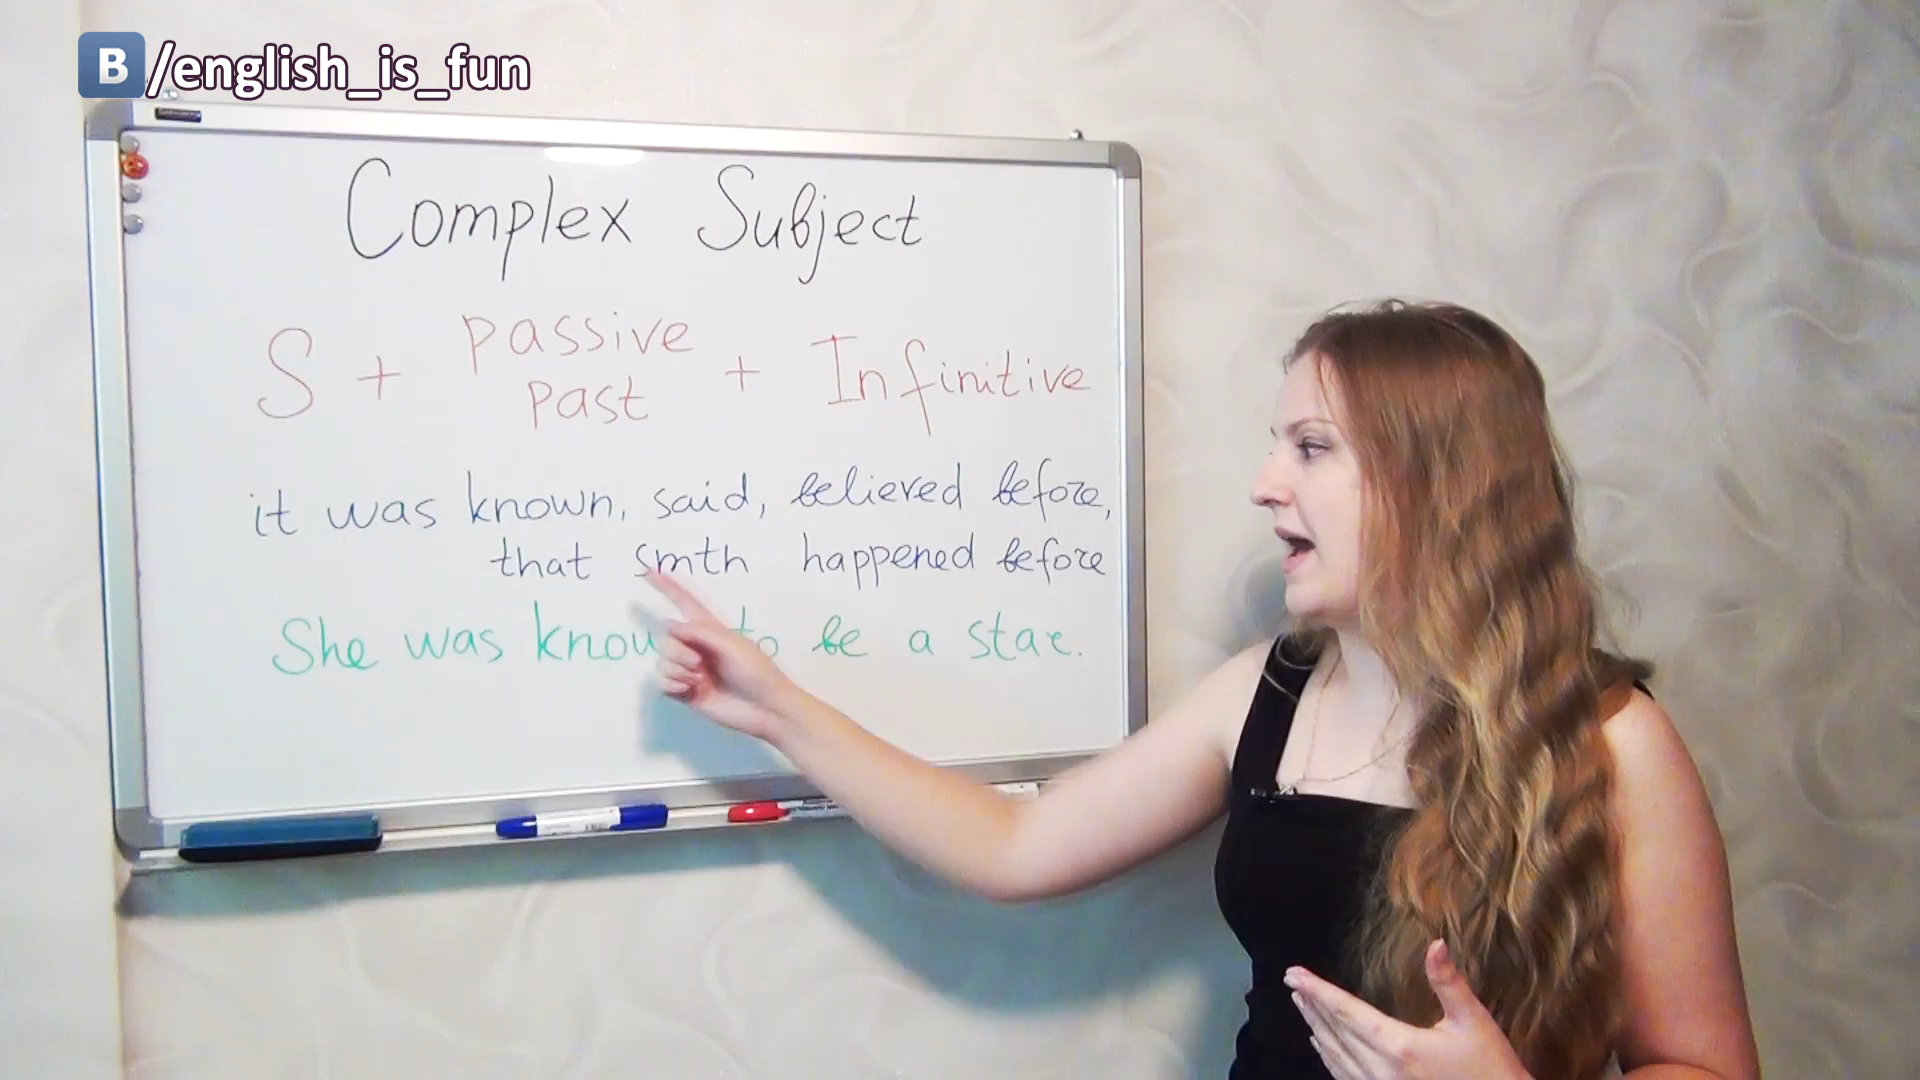 B/english_is_fun
Complex Subject
S + passive past + Infinitive
it was known, said, believed before,
that smth happened before
She was know to be a star.